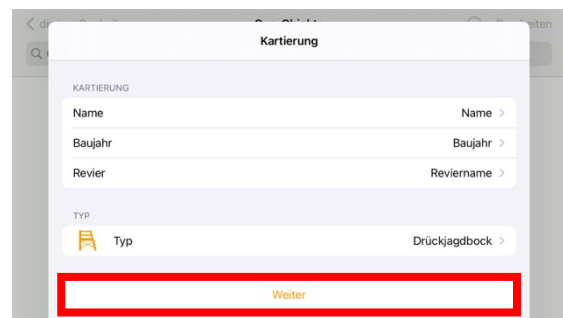 Kartierung
KARTIERUNG
Name Name
Baujahr Baujahr
Revier Reviername
TYP
Typ Drückjagdbock
Weiter